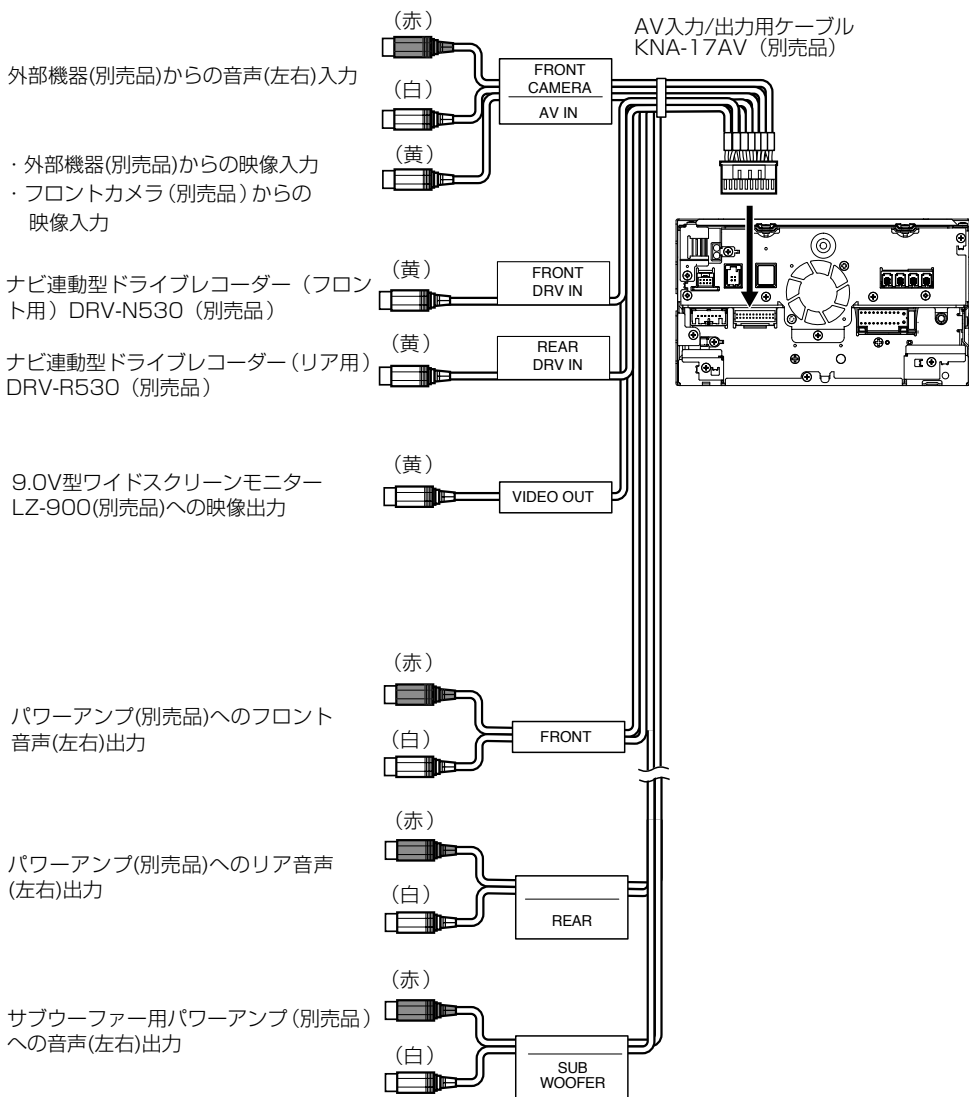 AV入力/出力用ケーブル
KNA-17AV（別売品）
外部機器(別売品)からの音声(左右)入力
（赤）
（白）
FRONT
CAMERA
AV IN
・外部機器(別売品)からの映像入力
・フロントカメラ（別売品）からの
映像入力
（黄）
ナビ連動型ドライブレコーダー（フロン
ト用）DRV-N530（別売品）
（黄）
FRONT
DRV IN
ナビ連動型ドライブレコーダー（リア用）
DRV-R530（別売品）
（黄）
REAR
DRV IN
9.0V型ワイドスクリーンモニター
LZ-900(別売品)への映像出力
（黄）
VIDEO OUT
パワーアンプ(別売品)へのフロント
音声(左右)出力
（赤）
（白）
FRONT
パワーアンプ(別売品)へのリア音声
(左右)出力
（赤）
（白）
REAR
サブウーファー用パワーアンプ（別売品）
への音声(左右)出力
（赤）
（白）
SUB
WOOFER